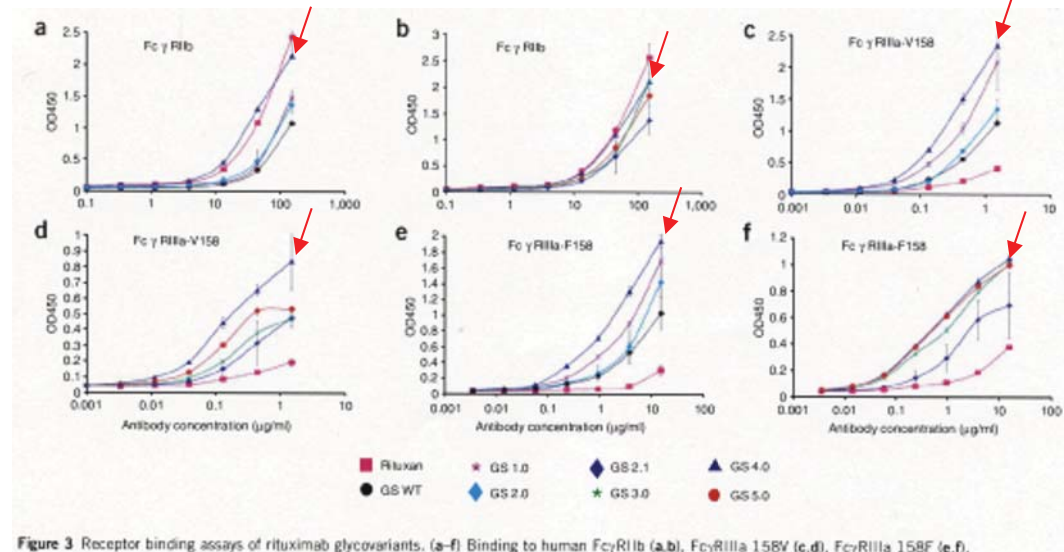 a
Fc γ RIIb
OD450
2.5
2
1.5
1
0.5
0
0.1
1
10
100
1,000
b
Fc γ RIIb
OD450
3.0
2.5
2
1.5
1
0.5
0
0.1
1
10
100
1,000
c
Fc γ RIIIa-V158
OD450
2.5
2
1.5
1
0.5
0
0.001
0.01
0.1
1
10
d
Fc γ RIIIa-V158
OD450
1
0.9
0.8
0.7
0.6
0.5
0.4
0.3
0.2
0.1
0
0.001
0.01
0.1
1
10
Antibody concentration (µg/ml)
e
Fc γ RIIIa-F158
OD450
2
1.8
1.6
1.4
1.2
1
0.8
0.6
0.4
0.2
0
0.001
0.01
0.1
1
10
100
Antibody concentration (µg/ml)
f
Fc γ RIIIa-F158
OD450
1.2
1
0.8
0.6
0.4
0.2
0
0.001
0.01
0.1
1
10
100
Antibody concentration (µg/ml)
Rituxan
GS 1.0
GS 2.1
GS 4.0
GS WT
GS 2.0
GS 3.0
GS 5.0
Figure 3 Receptor binding assays of rituximab glycovariants. (a–f) Binding to human FcγRIIb (a,b), FcγRIIIa 158V (c,d), FcγRIIIa 158F (e,f).